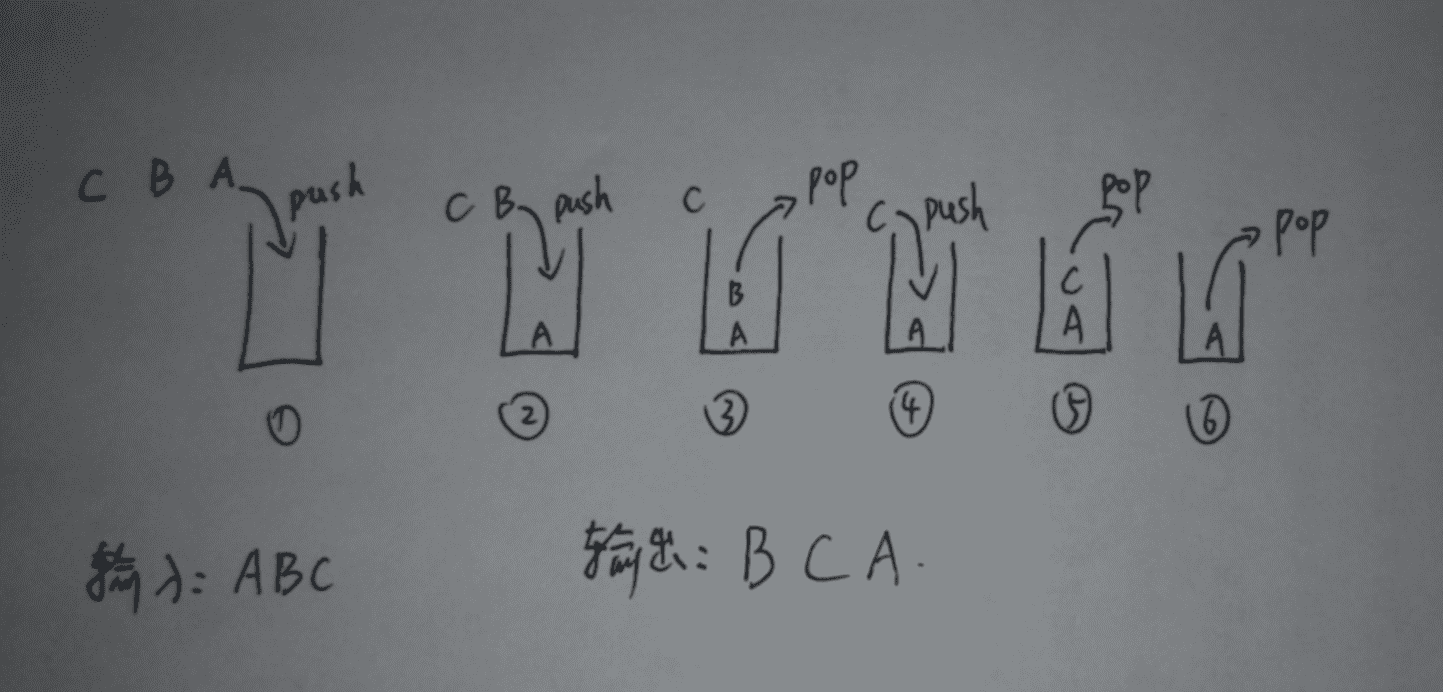 C B A push
C B push
C pop
C push
pop
pop
A
B
A
A
C
A
A
① ② ③ ④ ⑤ ⑥
输入: ABC
输出: B C A.